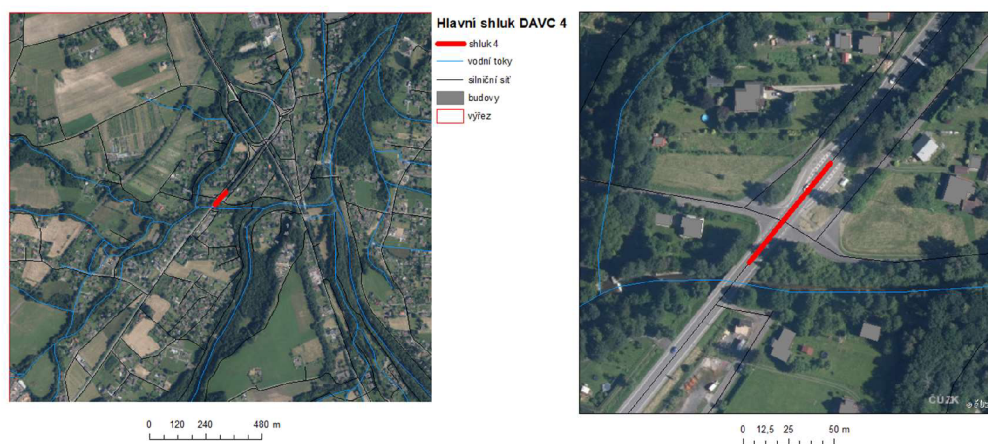 Hlavní shluk DAVC 4
shluk 4
vodní toky
silniční síť
budovy
výřez
0 120 240 480 m
0 12,5 25 50 m
ČÚZK